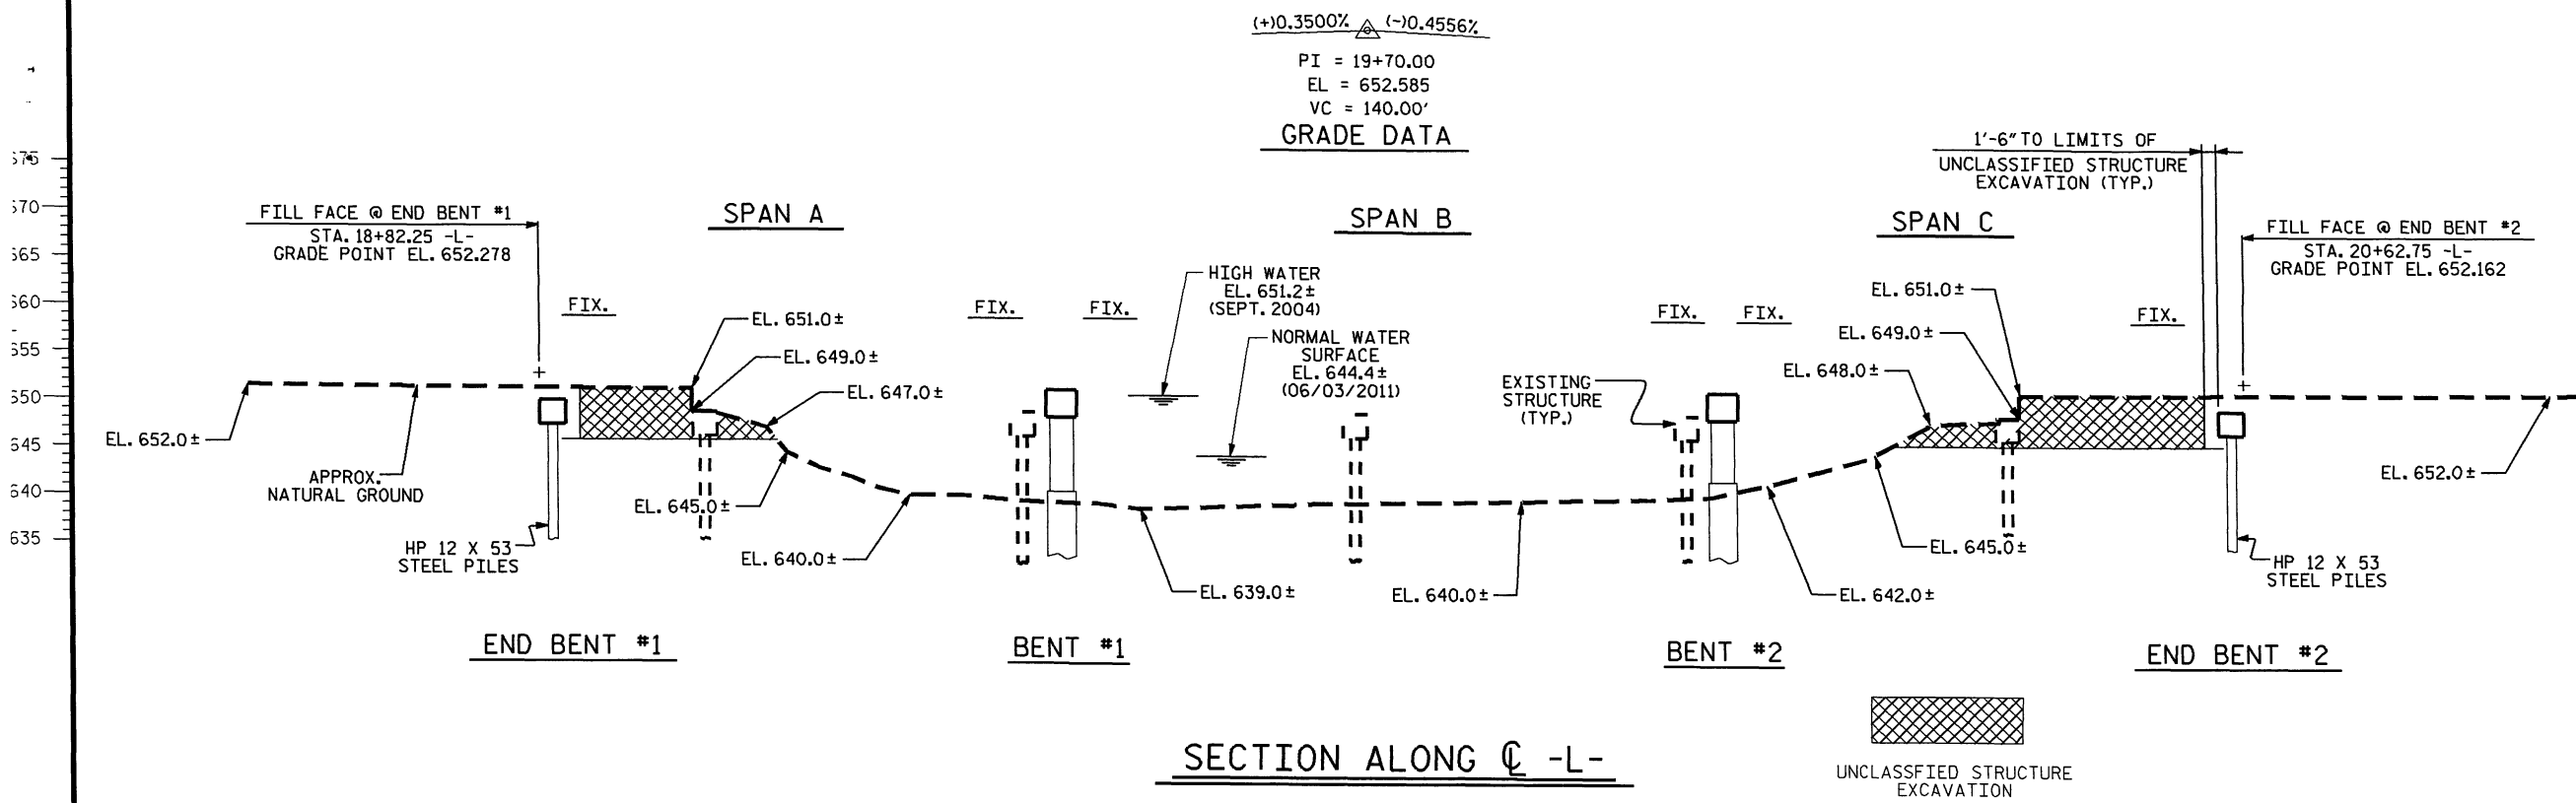 (+)0.3500% (-)0.4556%
PI = 19+70.00
EL = 652.585
VC = 140.00'
GRADE DATA
1'-6" TO LIMITS OF
UNCLASSIFIED STRUCTURE
EXCAVATION (TYP.)
FILL FACE @ END BENT #1
STA. 18+82.25 -L-
GRADE POINT EL. 652.278
SPAN A
SPAN B
SPAN C
FILL FACE @ END BENT #2
STA. 20+62.75 -L-
GRADE POINT EL. 652.162
FIX.
FIX.
FIX.
FIX.
FIX.
FIX.
HIGH WATER
EL. 651.2±
(SEPT. 2004)
NORMAL WATER
SURFACE
EL. 644.4±
(06/03/2011)
EL. 651.0±
EL. 649.0±
EL. 647.0±
EL. 651.0±
EL. 649.0±
EL. 648.0±
EXISTING
STRUCTURE
(TYP.)
EL. 652.0±
APPROX.
NATURAL GROUND
EL. 645.0±
EL. 640.0±
HP 12 X 53
STEEL PILES
EL. 639.0±
EL. 640.0±
EL. 642.0±
EL. 645.0±
EL. 652.0±
HP 12 X 53
STEEL PILES
END BENT #1
BENT #1
BENT #2
END BENT #2
SECTION ALONG ℄ -L-
UNCLASSFIED STRUCTURE
EXCAVATION